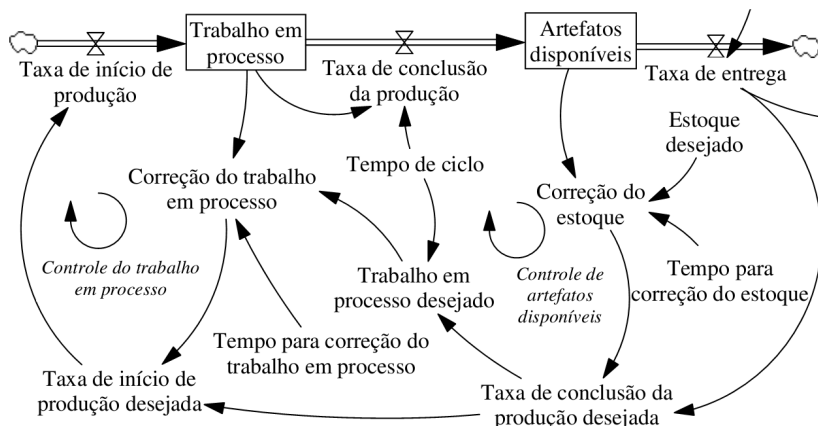 Trabalho em
processo
Artefatos
disponíveis
Taxa de início de
produção
Taxa de conclusão
da produção
Taxa de entrega
Estoque
desejado
Tempo de ciclo
Correção do trabalho
em processo
Correção do
estoque
Controle do trabalho
em processo
Trabalho em
processo desejado
Controle de
artefatos
disponíveis
Tempo para
correção do estoque
Tempo para correção do
trabalho em processo
Taxa de início de
produção desejada
Taxa de conclusão da
produção desejada